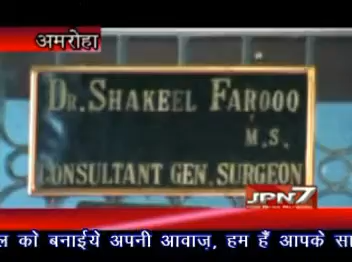 अमरोहा
DR. SHAKEEL FAROOQ
M.S.
CONSULTANT GEN. SURGEON
JPN7
को बनाईये अपनी आवाज़, हम हैं आपके